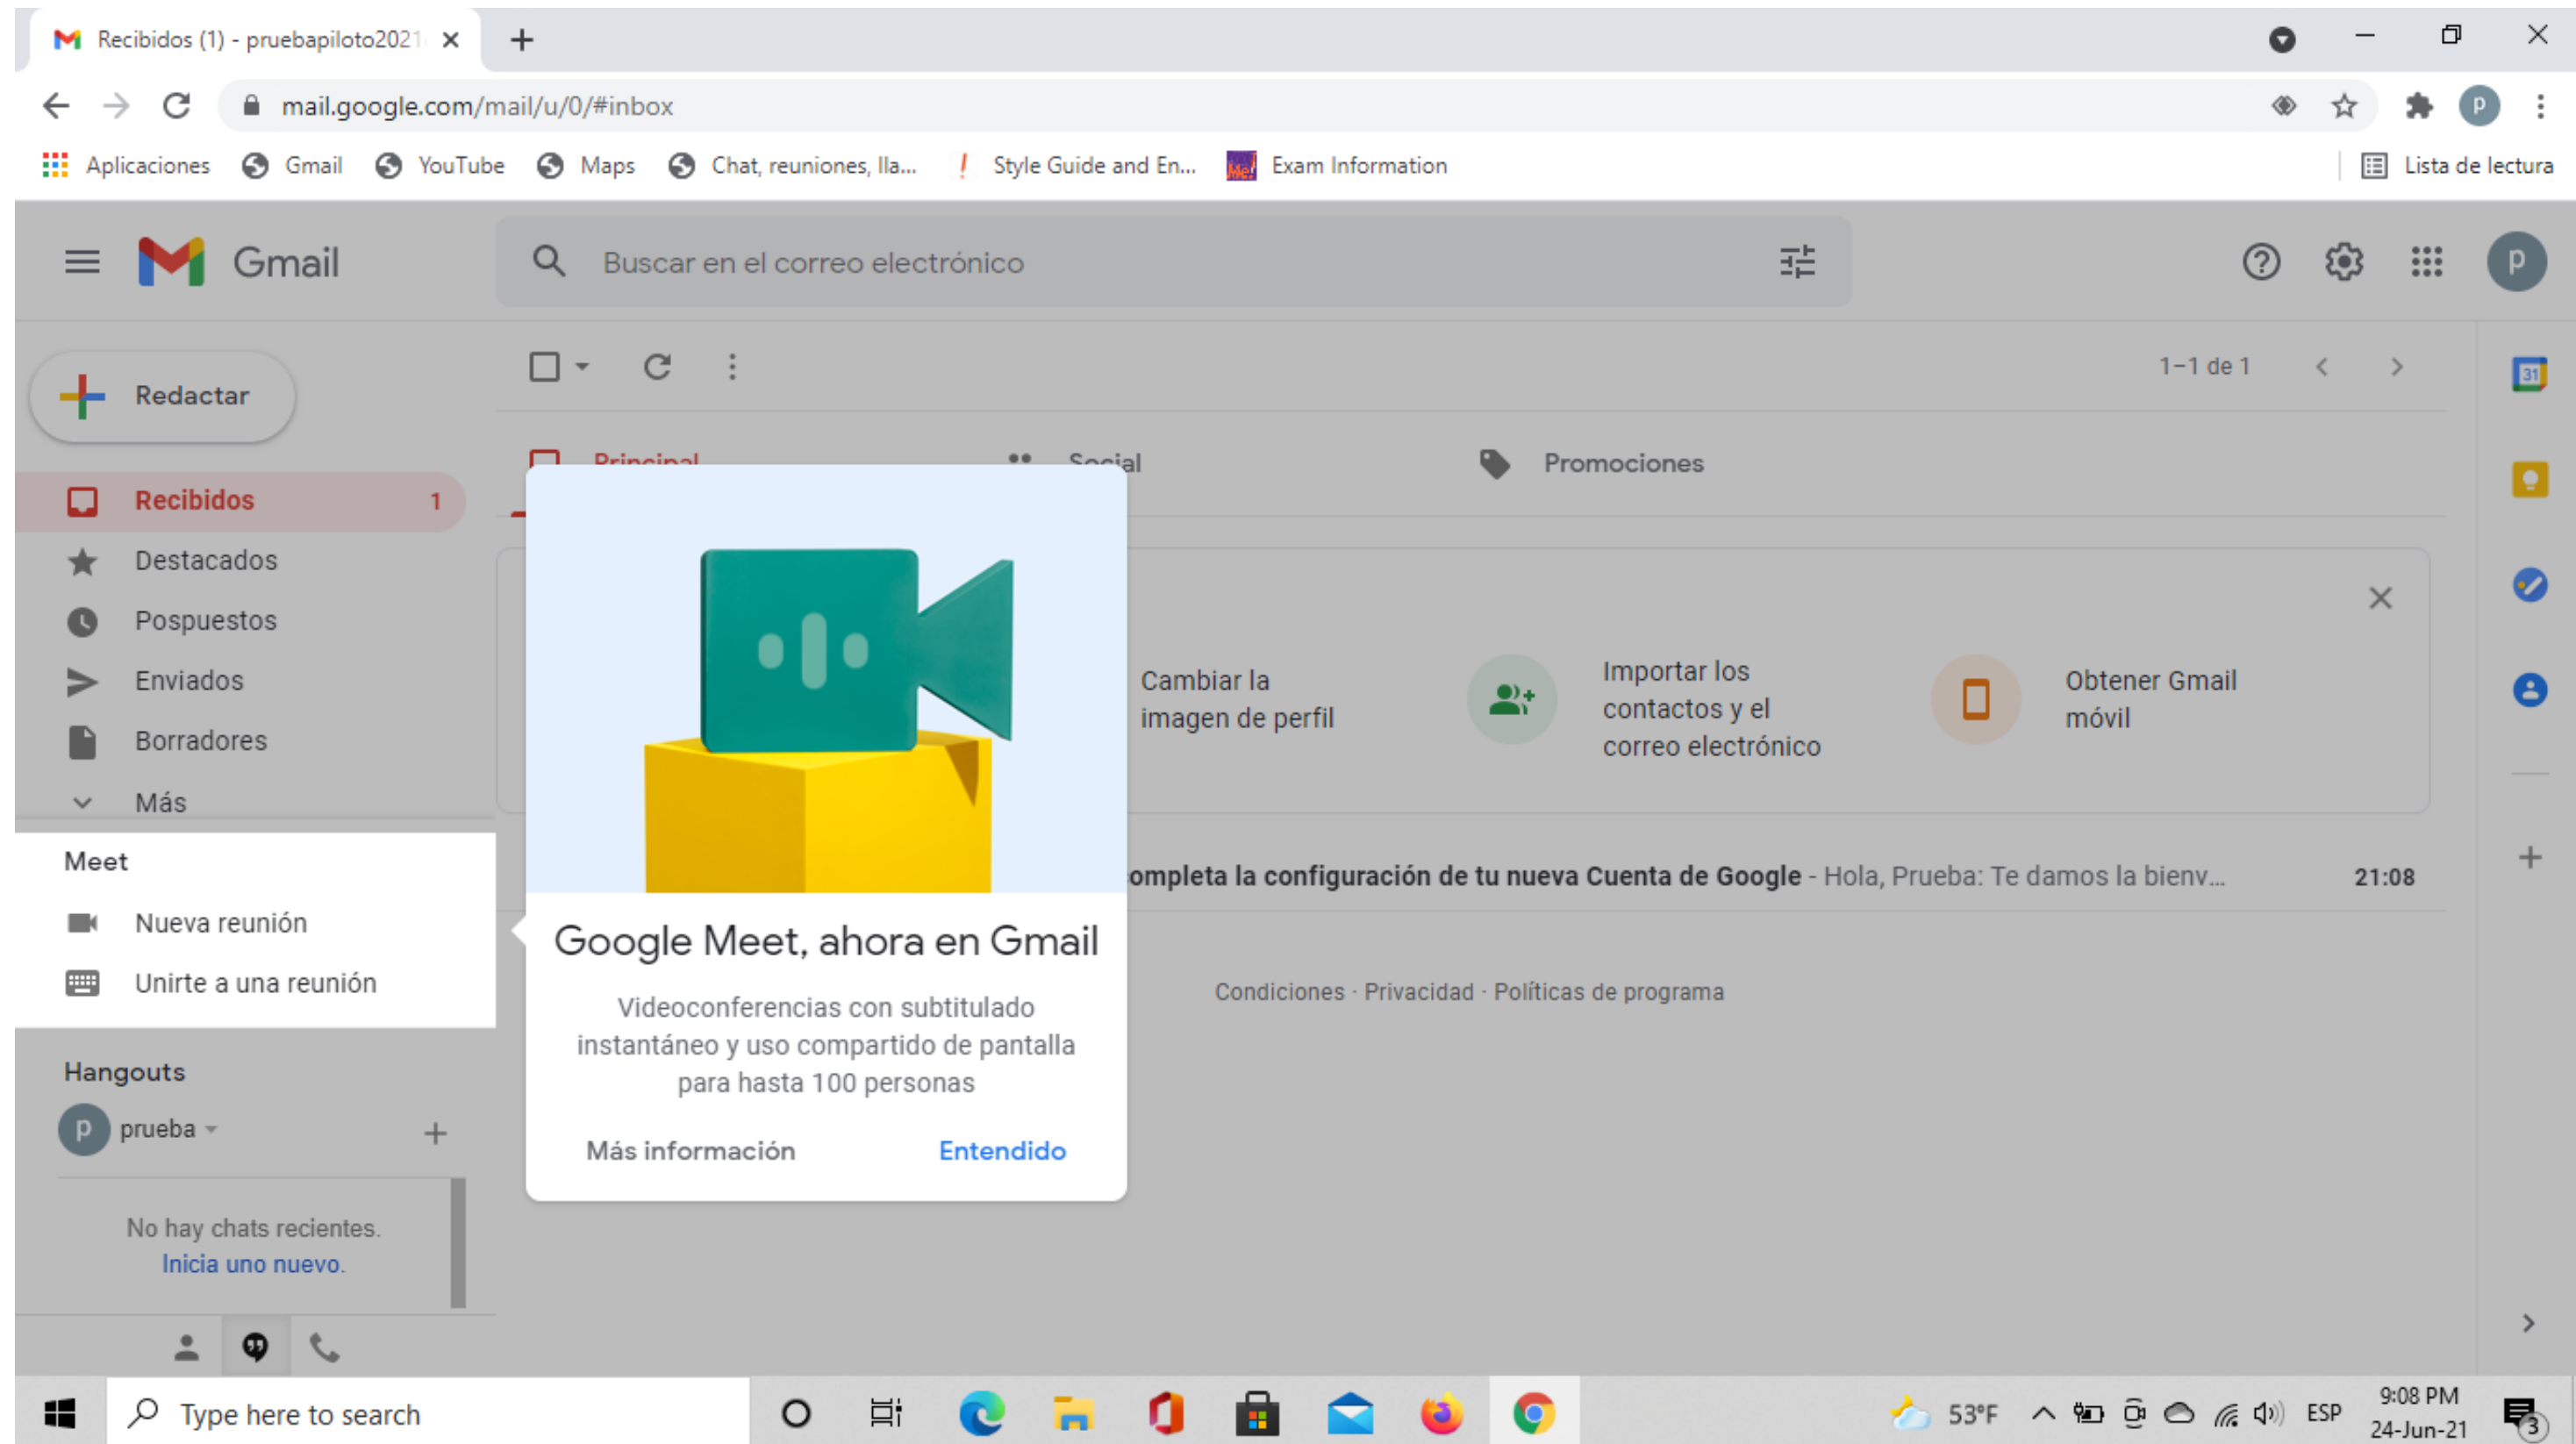 Recibidos (1) - pruebapiloto2021
mail.google.com/mail/u/0/#inbox
P
Aplicaciones Gmail YouTube Maps Chat, reuniones, lla... Style Guide and En... Me! Exam Information Lista de lectura
Gmail Buscar en el correo electrónico p
Redactar
1–1 de 1
31
Principal Social Promociones
Recibidos 1
Destacados
Pospuestos
Enviados
Borradores
Más
Cambiar la
imagen de perfil
Importar los
contactos y el
correo electrónico
Obtener Gmail
móvil
Meet
Nueva reunión
Unirte a una reunión
ompleta la configuración de tu nueva Cuenta de Google - Hola, Prueba: Te damos la bienv... 21:08
Google Meet, ahora en Gmail
Videoconferencias con subtitulado
instantáneo y uso compartido de pantalla
para hasta 100 personas
Más información Entendido
Condiciones · Privacidad · Políticas de programa
Hangouts
p prueba
No hay chats recientes.
Inicia uno nuevo.
Type here to search
53°F ESP 9:08 PM
24-Jun-21
3